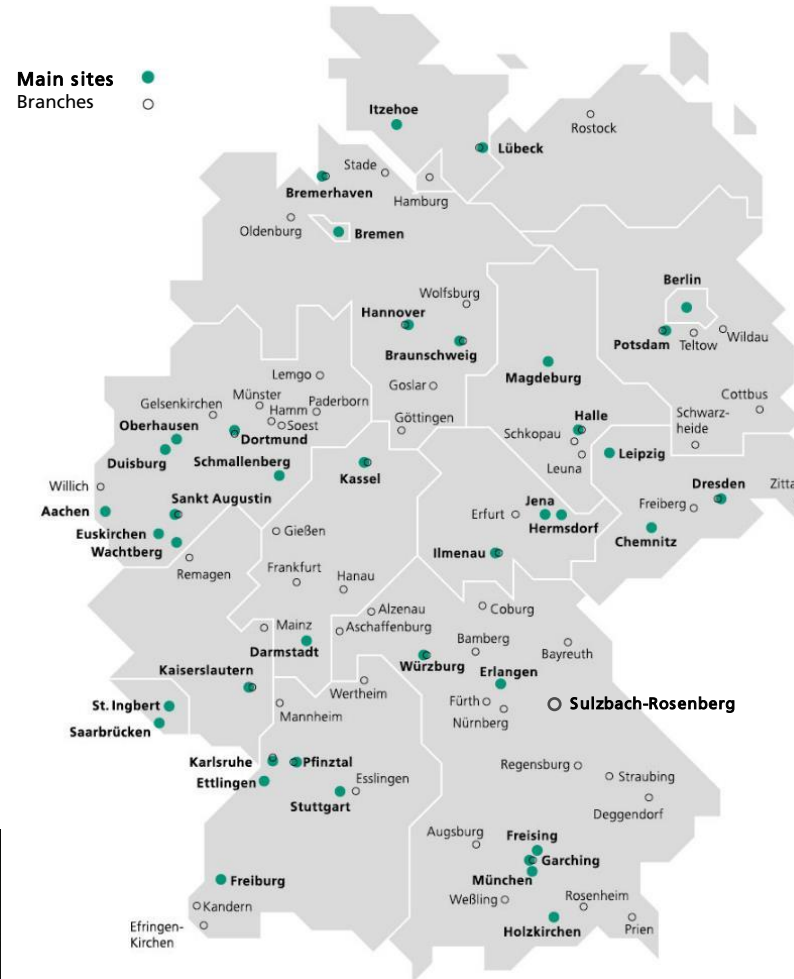 Main sites
Branches
Itzehoe
Rostock
Lübeck
Stade
Bremerhaven
Hamburg
Oldenburg
Bremen
Berlin
Wolfsburg
Hannover
Potsdam
Teltow
Wildau
Braunschweig
Magdeburg
Lemgo
Goslar
Cottbus
Münster
Gelsenkirchen
Paderborn
Hamm
Göttingen
Schwarz-
heide
Oberhausen
Soest
Halle
Dortmund
Schkopau
Leipzig
Duisburg
Schmallenberg
Kassel
Leuna
Willich
Dresden
Zitta
Sankt Augustin
Jena
Freiberg
Aachen
Erfurt
Hermsdorf
Euskirchen
Gießen
Chemnitz
Wachtberg
Ilmenau
Remagen
Frankfurt
Hanau
Alzenau
Coburg
Mainz
Aschaffenburg
Bamberg
Darmstadt
Bayreuth
Würzburg
Kaiserslautern
Erlangen
Wertheim
St. Ingbert
Fürth
Sulzbach-Rosenberg
Mannheim
Nürnberg
Saarbrücken
Karlsruhe
Pfinztal
Regensburg
Ettlingen
Esslingen
Straubing
Stuttgart
Deggendorf
Augsburg
Freising
Garching
Freiburg
München
Weßling
Rosenheim
Kandern
Efringen-
Kirchen
Holzkirchen
Prien